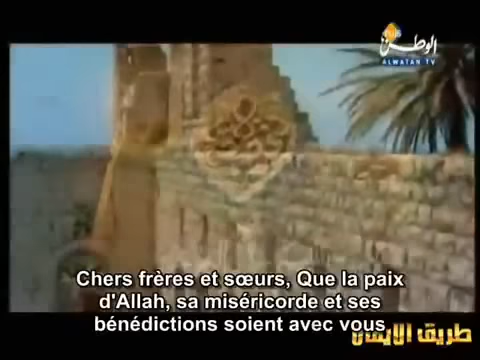 الوطن
ALWATAN TV
Chers frères et sœurs, Que la paix
d'Allah, sa miséricorde et ses
bénédictions soient avec vous
طريق الايمان